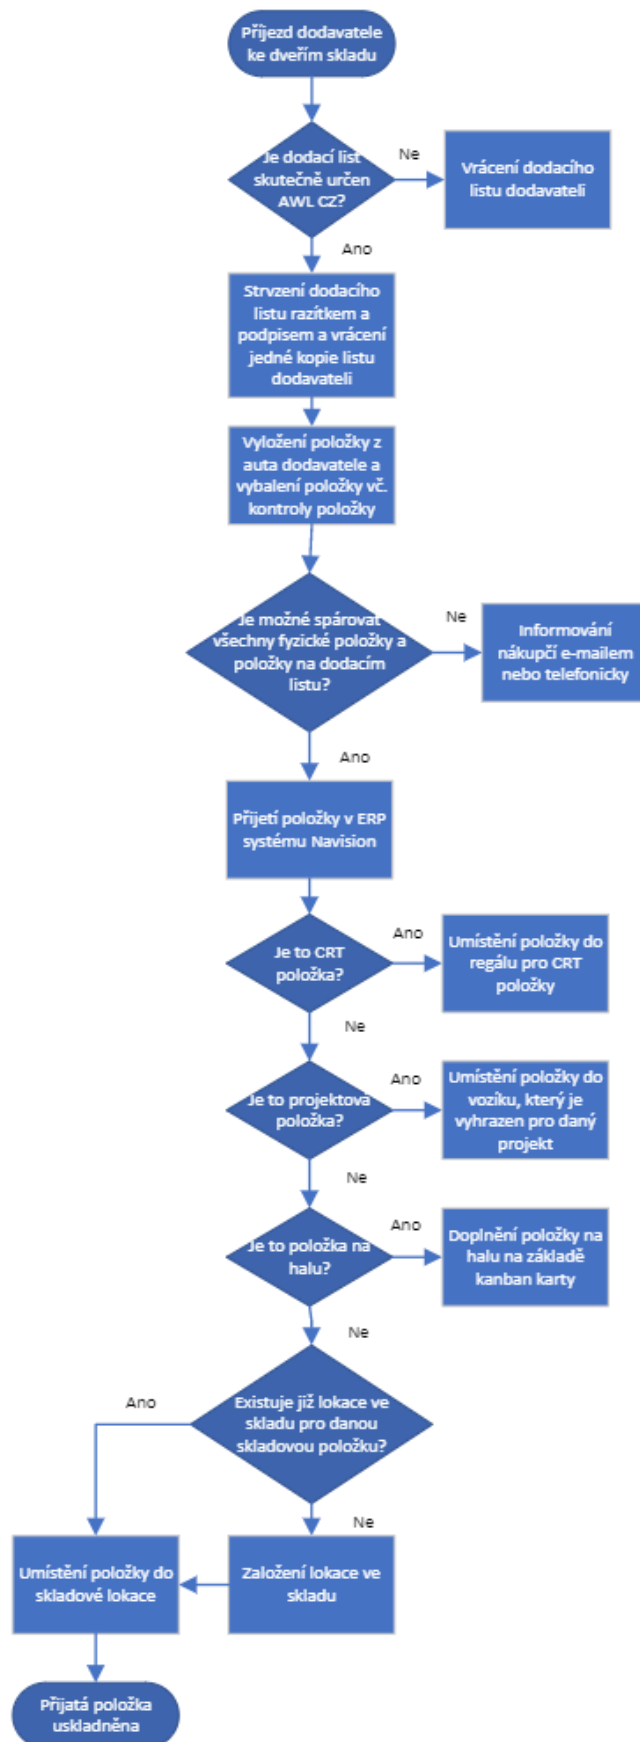 Příjezd dodavatele
ke dveřím skladu
Je dodací list
skutečně určen
AWL CZ?
Ne
Vrácení dodacího
listu dodavateli
Ano
Strvzení dodacího
listu razítkem a
podpisem a vrácení
jedné kopie listu
dodavateli
Vyložení položky z
auta dodavatele a
vybalení položky vč.
kontroly položky
Je možné spárovat
všechny fyzické položky a
položky na dodacím
listu?
Ne
Informování
nákupčí e-mailem
nebo telefonicky
Ano
Přijetí položky v ERP
systému Navision
Je to CRT
položka?
Ano
Umístění položky do
regálu pro CRT
položky
Ne
Je to projektová
položka?
Ano
Umístění položky do
vozíku, který je
vyhrazen pro daný
projekt
Ne
Je to položka na
halu?
Ano
Doplnění položky na
halu na základě
kanban karty
Ne
Existuje již lokace ve
skladu pro danou
skladovou položku?
Ano
Ne
Umístění položky do
skladové lokace
Založení lokace ve
skladu
Přijatá položka
uskladněna